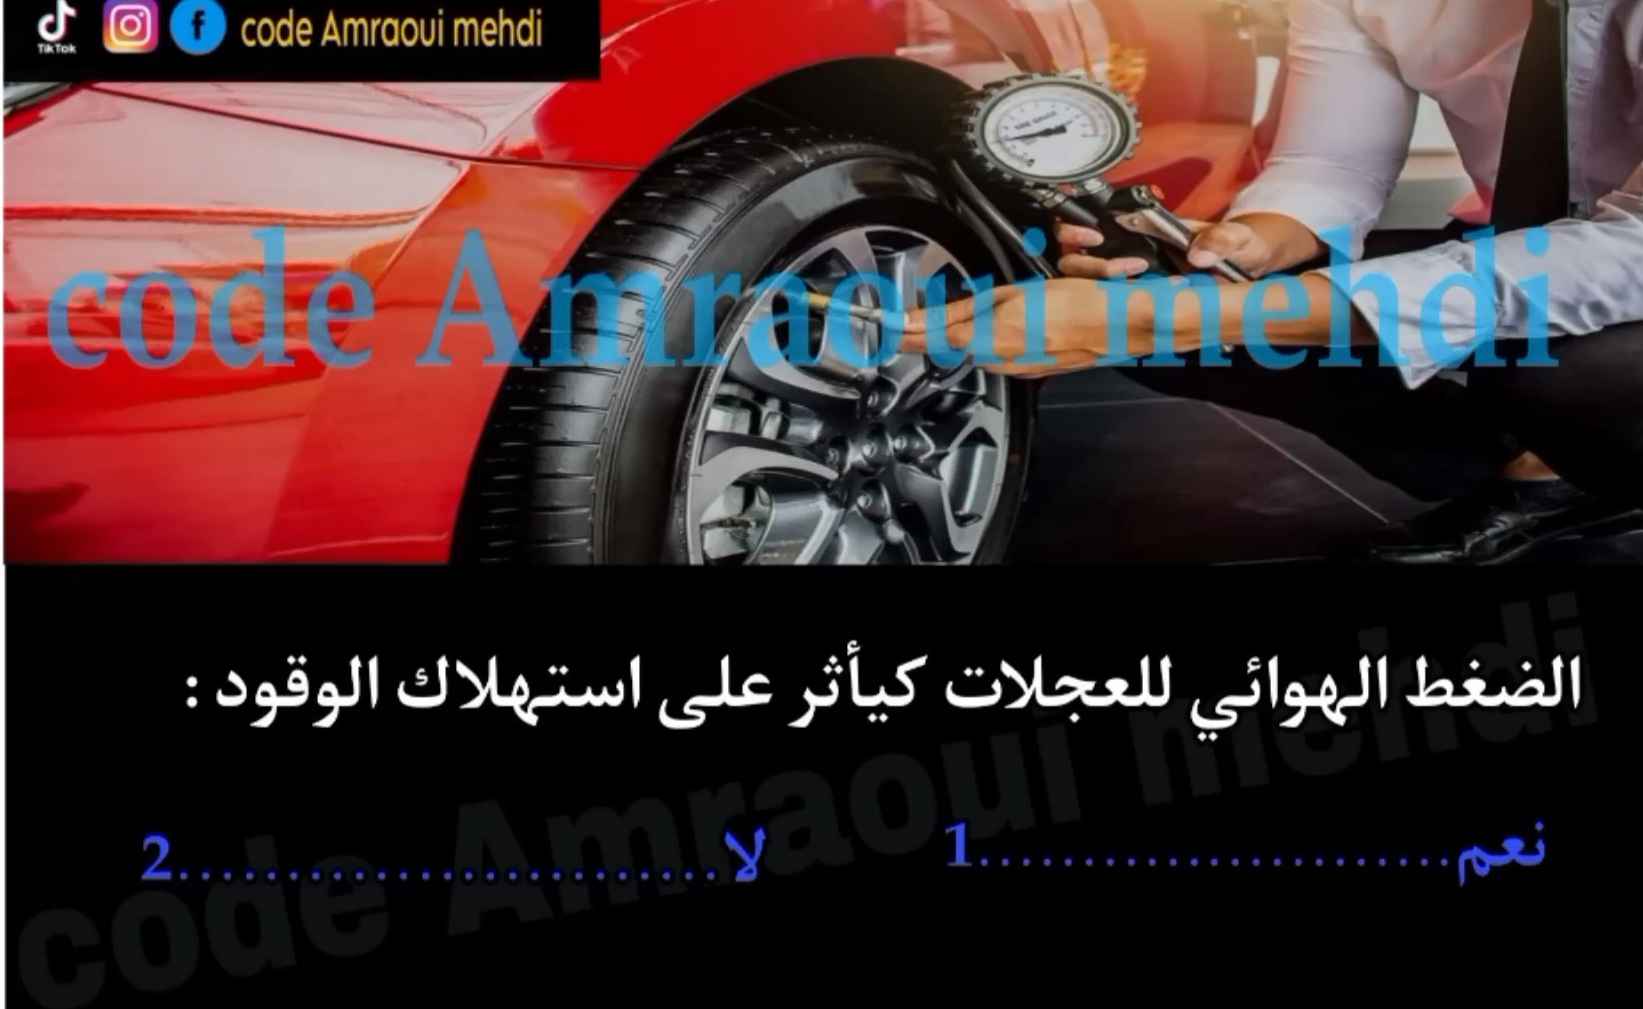 TikTok f code Amraoui mehdi
code Amraoui mehdi
الضغط الهوائي للعجلات كيأثر على استهلاك الوقود :
نعم.......................1 لا.........................2
code Amraoui mehdi